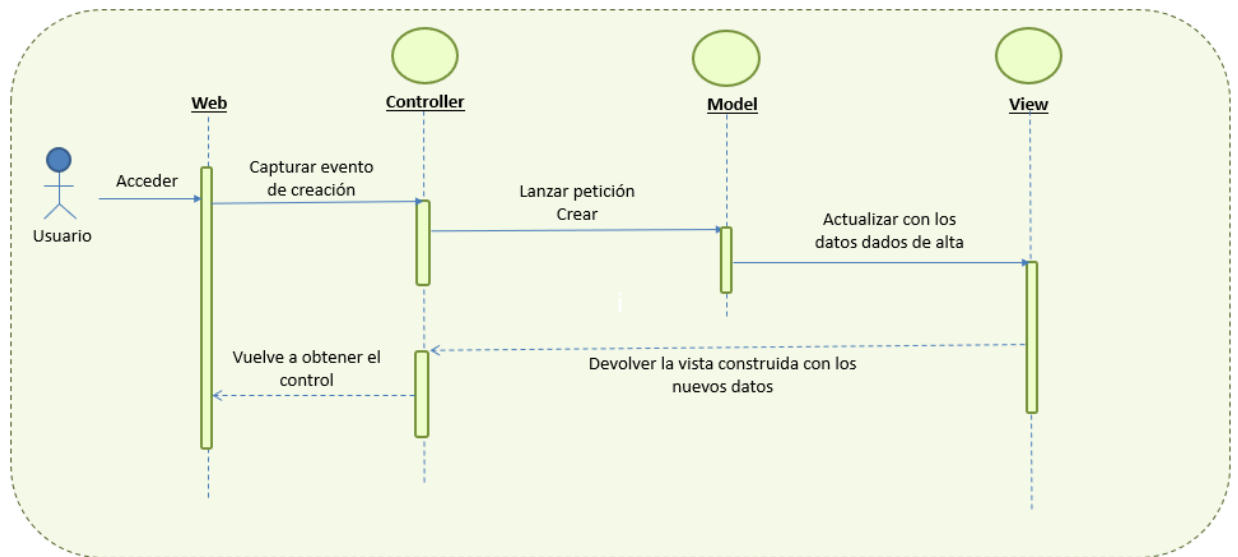 Web
Controller
Model
View
Usuario
Acceder
Capturar evento
de creación
Lanzar petición
Crear
Actualizar con los
datos dados de alta
i
Devolver la vista construida con los
nuevos datos
Vuelve a obtener el
control